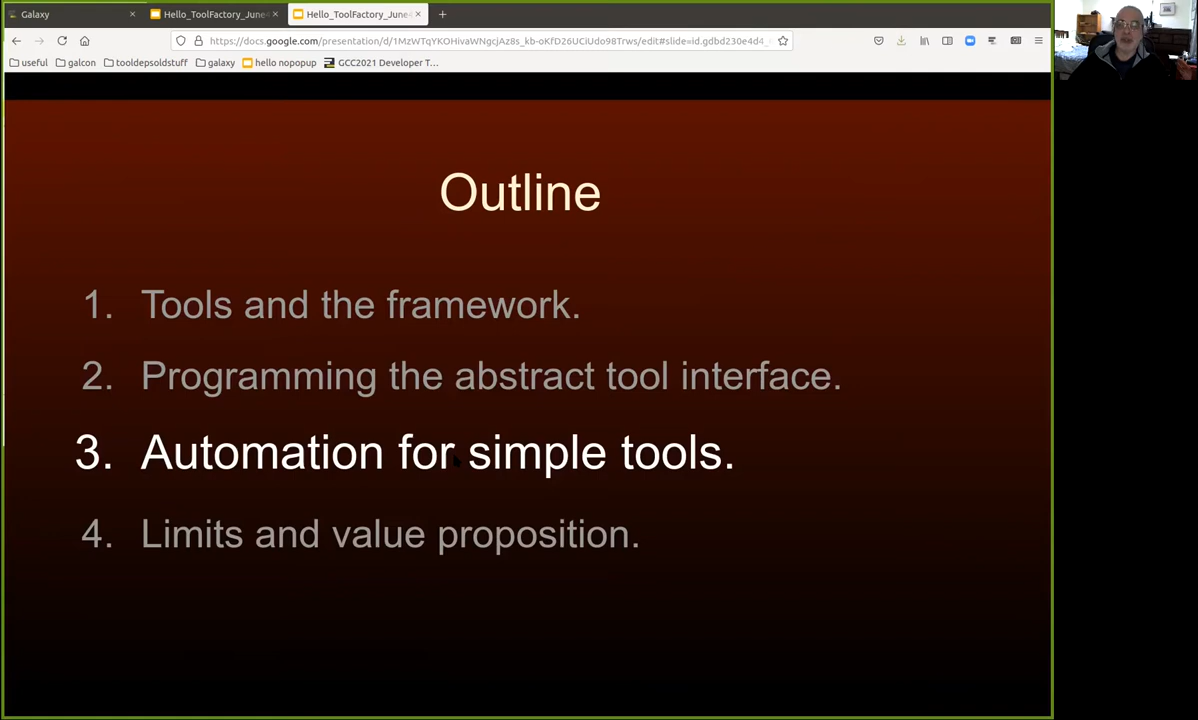 Galaxy
Hello_ToolFactory_June
Hello_ToolFactory_June
https://docs.google.com/presentation/d/1MzWTqYKOHivaWNgcjAz8s_kb-oKfD26UCiUdo98Trws/edit#slide=id.gdbd230e4d4_
useful
galcon
tooldepsoldstuff
galaxy
hello nopopup
GCC2021 Developer T...
Outline
1. Tools and the framework.
2. Programming the abstract tool interface.
3. Automation for simple tools.
4. Limits and value proposition.